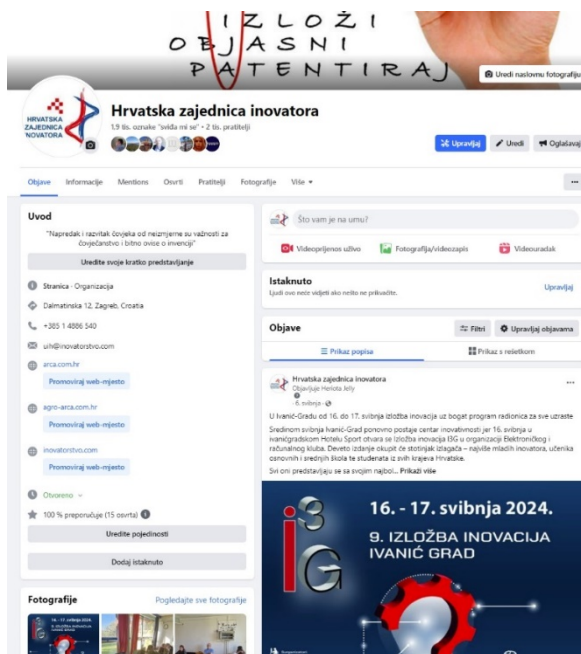 IZLOŽI
OBJASNI
PATENTIRAJ
Uredi naslovnu fotografiju
HRVATSKA
ZAJEDNICA
INOVATORA
Hrvatska zajednica inovatora
1,9 tis. oznake "sviđa mi se" • 2 tis. pratitelji
Upravljaj
Uredi
Oglašavaj
Objave Informacije Mentions Osvrti Pratitelji Fotografije Više
Uvod
"Napredak i razvitak čovjeka od neizmjerne su važnosti za
čovječanstvo i bitno ovise o invenciji"
Uredite svoje kratko predstavljanje
Stranica · Organizacija
Dalmatinska 12, Zagreb, Croatia
+385 1 4886 540
uih@inovatorstvo.com
arca.com.hr
Promoviraj web-mjesto
agro-arca.com.hr
Promoviraj web-mjesto
inovatorstvo.com
Promoviraj web-mjesto
Otvoreno
100 % preporučuje (15 osvrta)
Uredite pojedinosti
Dodaj istaknuto
Fotografije
Pogledajte sve fotografije
Što vam je na umu?
Videoprijenos uživo
Fotografija/videozapis
Videouradak
Istaknuto
Ljudi ovo neće vidjeti ako nešto ne prikvačite.
Upravljaj
Objave
Filtri
Upravljaj objavama
Prikaz popisa
Prikaz s rešetkom
Hrvatska zajednica inovatora
Objavljuje Heriota Jelly
6. svibnja ·
U Ivanić-Gradu od 16. do 17. svibnja izložba inovacija uz bogat program radionica za sve uzraste
Sredinom svibnja Ivanić-Grad ponovno postaje centar inovativnosti jer 16. svibnja u
ivanićgradskom Hotelu Sport otvara se Izložba inovacija I3G u organizaciji Elektroničkog i
računalnog kluba. Deveto izdanje okupit će stotinjak izlagača – najviše mladih inovatora, učenika
osnovnih i srednjih škola te studenata iz svih krajeva Hrvatske.
Svi oni predstavljaju se sa svojim najbol... Prikaži više
i3G
16. - 17. svibnja 2024.
9. IZLOŽBA INOVACIJA
IVANIĆ GRAD